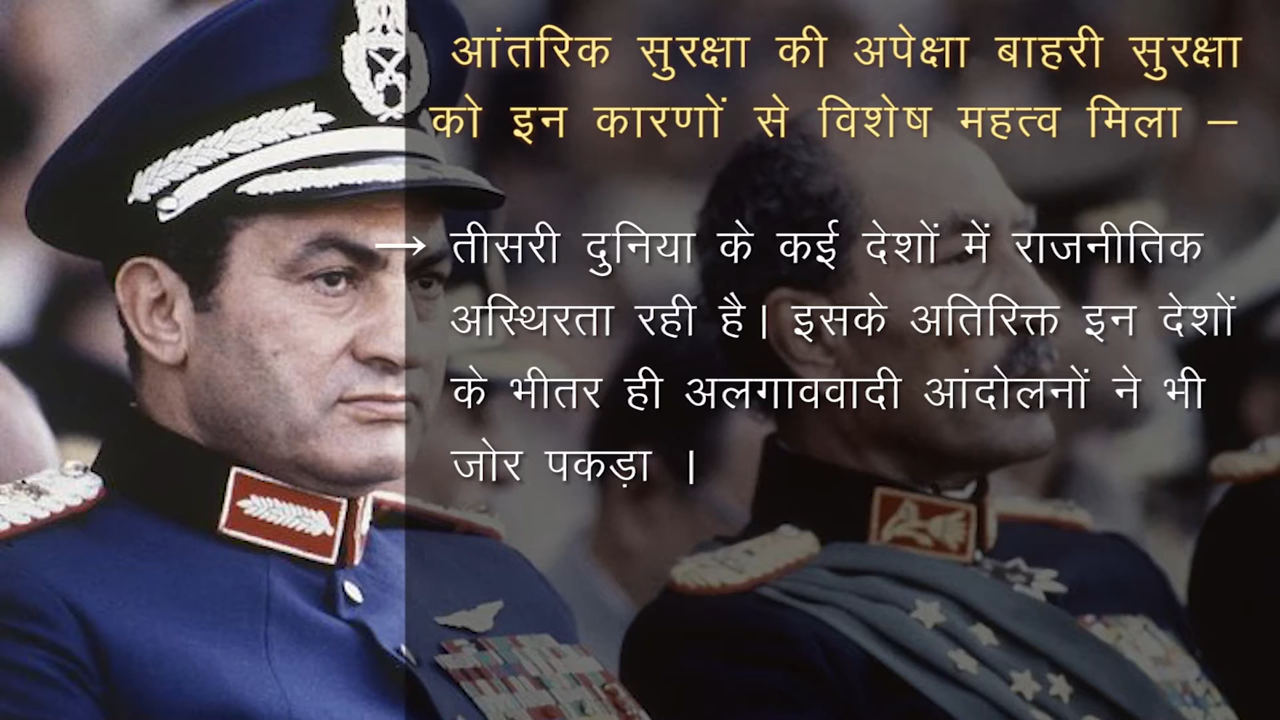 आंतरिक सुरक्षा की अपेक्षा बाहरी सुरक्षा
को इन कारणों से विशेष महत्व मिला –
→ तीसरी दुनिया के कई देशों में राजनीतिक
अस्थिरता रही है। इसके अतिरिक्त इन देशों
के भीतर ही अलगाववादी आंदोलनों ने भी
जोर पकड़ा ।